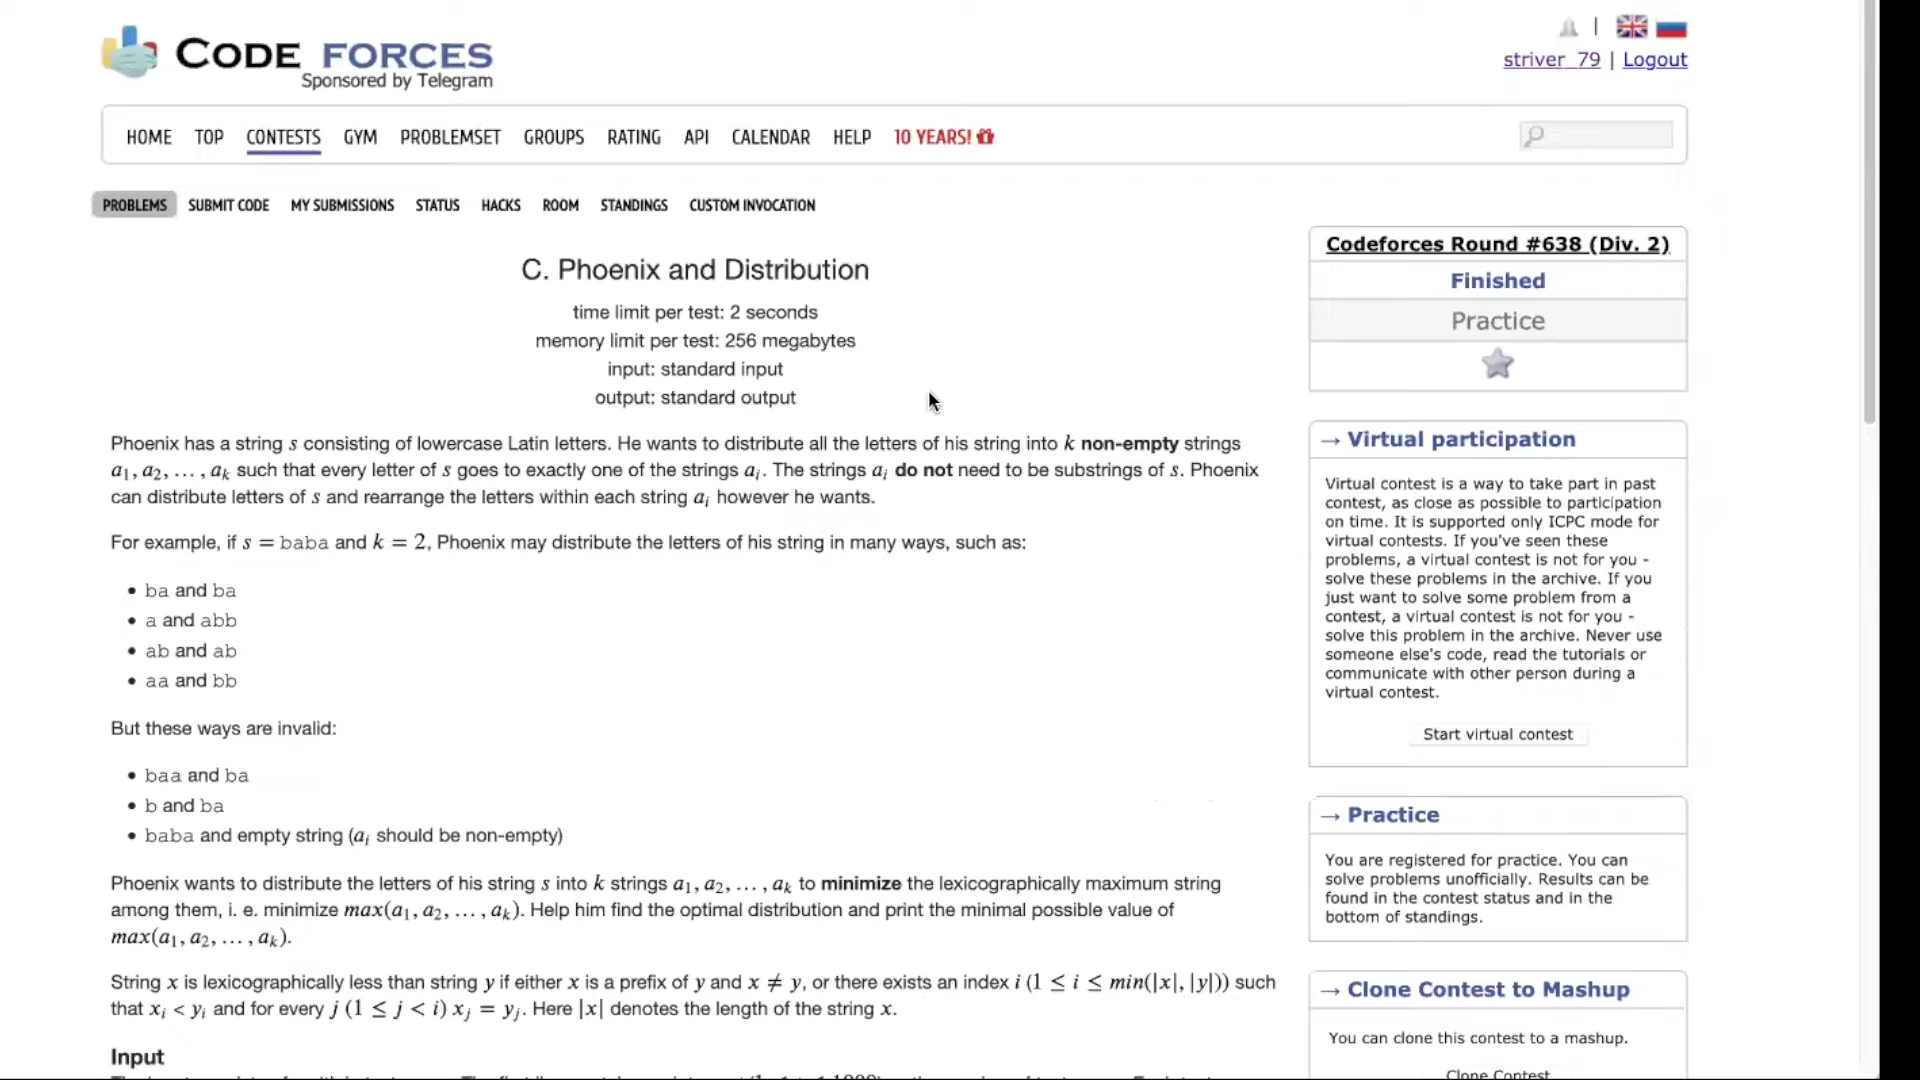 CODE FORCES
Sponsored by Telegram
|
striver_79 | Logout
HOME TOP CONTESTS GYM PROBLEMSET GROUPS RATING API CALENDAR HELP 10 YEARS!
PROBLEMS SUBMIT CODE MY SUBMISSIONS STATUS HACKS ROOM STANDINGS CUSTOM INVOCATION
C. Phoenix and Distribution
time limit per test: 2 seconds
memory limit per test: 256 megabytes
input: standard input
output: standard output
Phoenix has a string s consisting of lowercase Latin letters. He wants to distribute all the letters of his string into k non-empty strings
a₁, a₂, … , aₖ such that every letter of s goes to exactly one of the strings aᵢ. The strings aᵢ do not need to be substrings of s. Phoenix
can distribute letters of s and rearrange the letters within each string aᵢ however he wants.
For example, if s = baba and k = 2, Phoenix may distribute the letters of his string in many ways, such as:
• ba and ba
• a and abb
• ab and ab
• aa and bb
But these ways are invalid:
• baa and ba
• b and ba
• baba and empty string (aᵢ should be non-empty)
Phoenix wants to distribute the letters of his string s into k strings a₁, a₂, … , aₖ to minimize the lexicographically maximum string
among them, i. e. minimize max(a₁, a₂, … , aₖ). Help him find the optimal distribution and print the minimal possible value of
max(a₁, a₂, … , aₖ).
String x is lexicographically less than string y if either x is a prefix of y and x ≠ y, or there exists an index i (1 ≤ i ≤ min(|x|, |y|)) such
that xᵢ < yᵢ and for every j (1 ≤ j < i) xⱼ = yⱼ. Here |x| denotes the length of the string x.
Input
Codeforces Round #638 (Div. 2)
Finished
Practice
→ Virtual participation
Virtual contest is a way to take part in past
contest, as close as possible to participation
on time. It is supported only ICPC mode for
virtual contests. If you've seen these
problems, a virtual contest is not for you -
solve these problems in the archive. If you
just want to solve some problem from a
contest, a virtual contest is not for you -
solve this problem in the archive. Never use
someone else's code, read the tutorials or
communicate with other person during a
virtual contest.
Start virtual contest
→ Practice
You are registered for practice. You can
solve problems unofficially. Results can be
found in the contest status and in the
bottom of standings.
→ Clone Contest to Mashup
You can clone this contest to a mashup.
Clone Contest